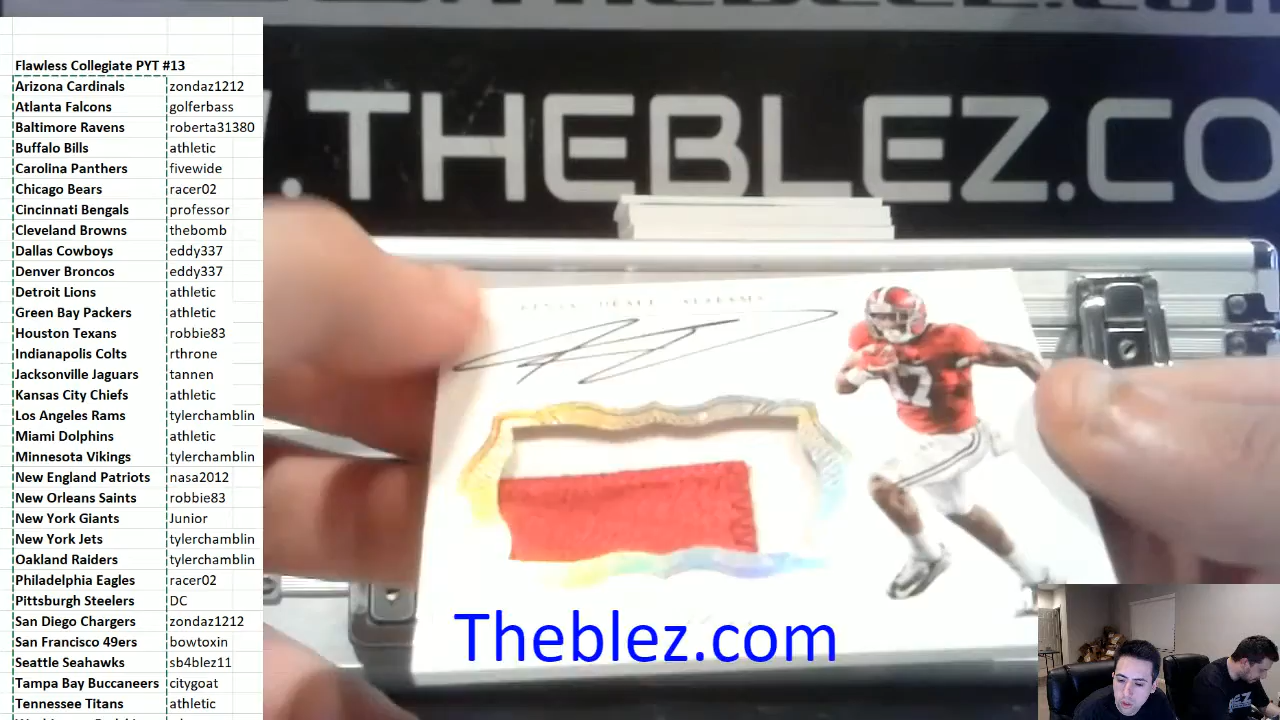 Flawless Collegiate PYT #13
Arizona Cardinals zondaz1212
Atlanta Falcons golferbass
Baltimore Ravens roberta31380
Buffalo Bills athletic
Carolina Panthers fivewide
Chicago Bears racer02
Cincinnati Bengals professor
Cleveland Browns thebomb
Dallas Cowboys eddy337
Denver Broncos eddy337
Detroit Lions athletic
Green Bay Packers athletic
Houston Texans robbie83
Indianapolis Colts rthrone
Jacksonville Jaguars tannen
Kansas City Chiefs athletic
Los Angeles Rams tylerchamblin
Miami Dolphins athletic
Minnesota Vikings tylerchamblin
New England Patriots nasa2012
New Orleans Saints robbie83
New York Giants Junior
New York Jets tylerchamblin
Oakland Raiders tylerchamblin
Philadelphia Eagles racer02
Pittsburgh Steelers DC
San Diego Chargers zondaz1212
San Francisco 49ers bowtoxin
Seattle Seahawks sb4blez11
Tampa Bay Buccaneers citygoat
Tennessee Titans athletic
.THEBLEZ.CO
17
Theblez.com